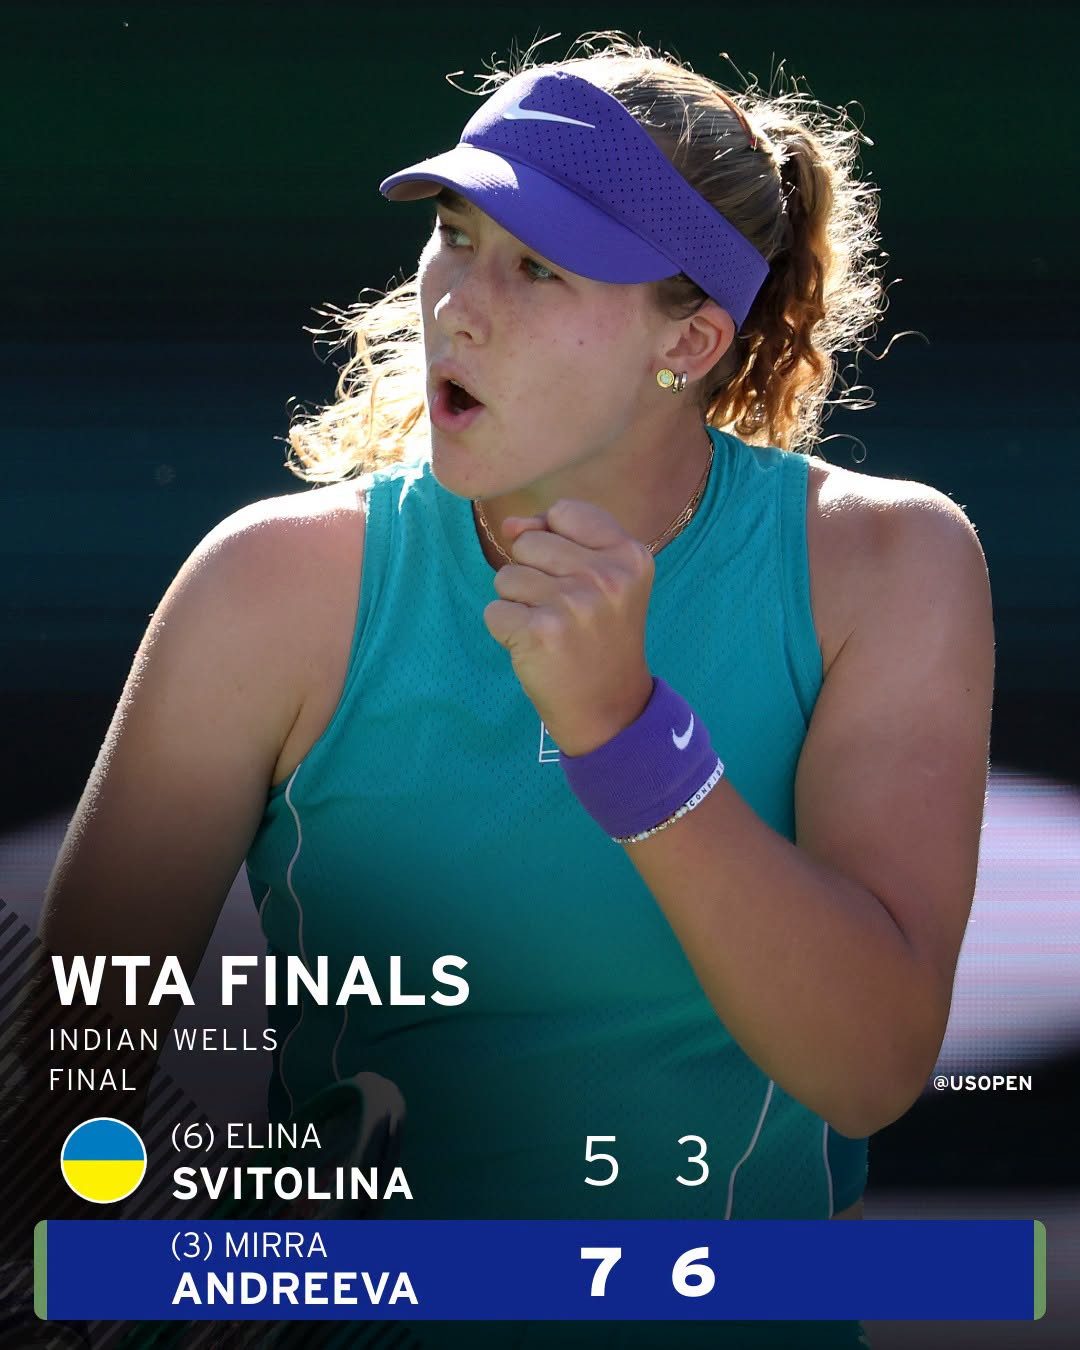 WTA FINALS
INDIAN WELLS
FINAL
@USOPEN
(6) ELINA
SVITOLINA
5 3
(3) MIRRA
ANDREEVA
7 6